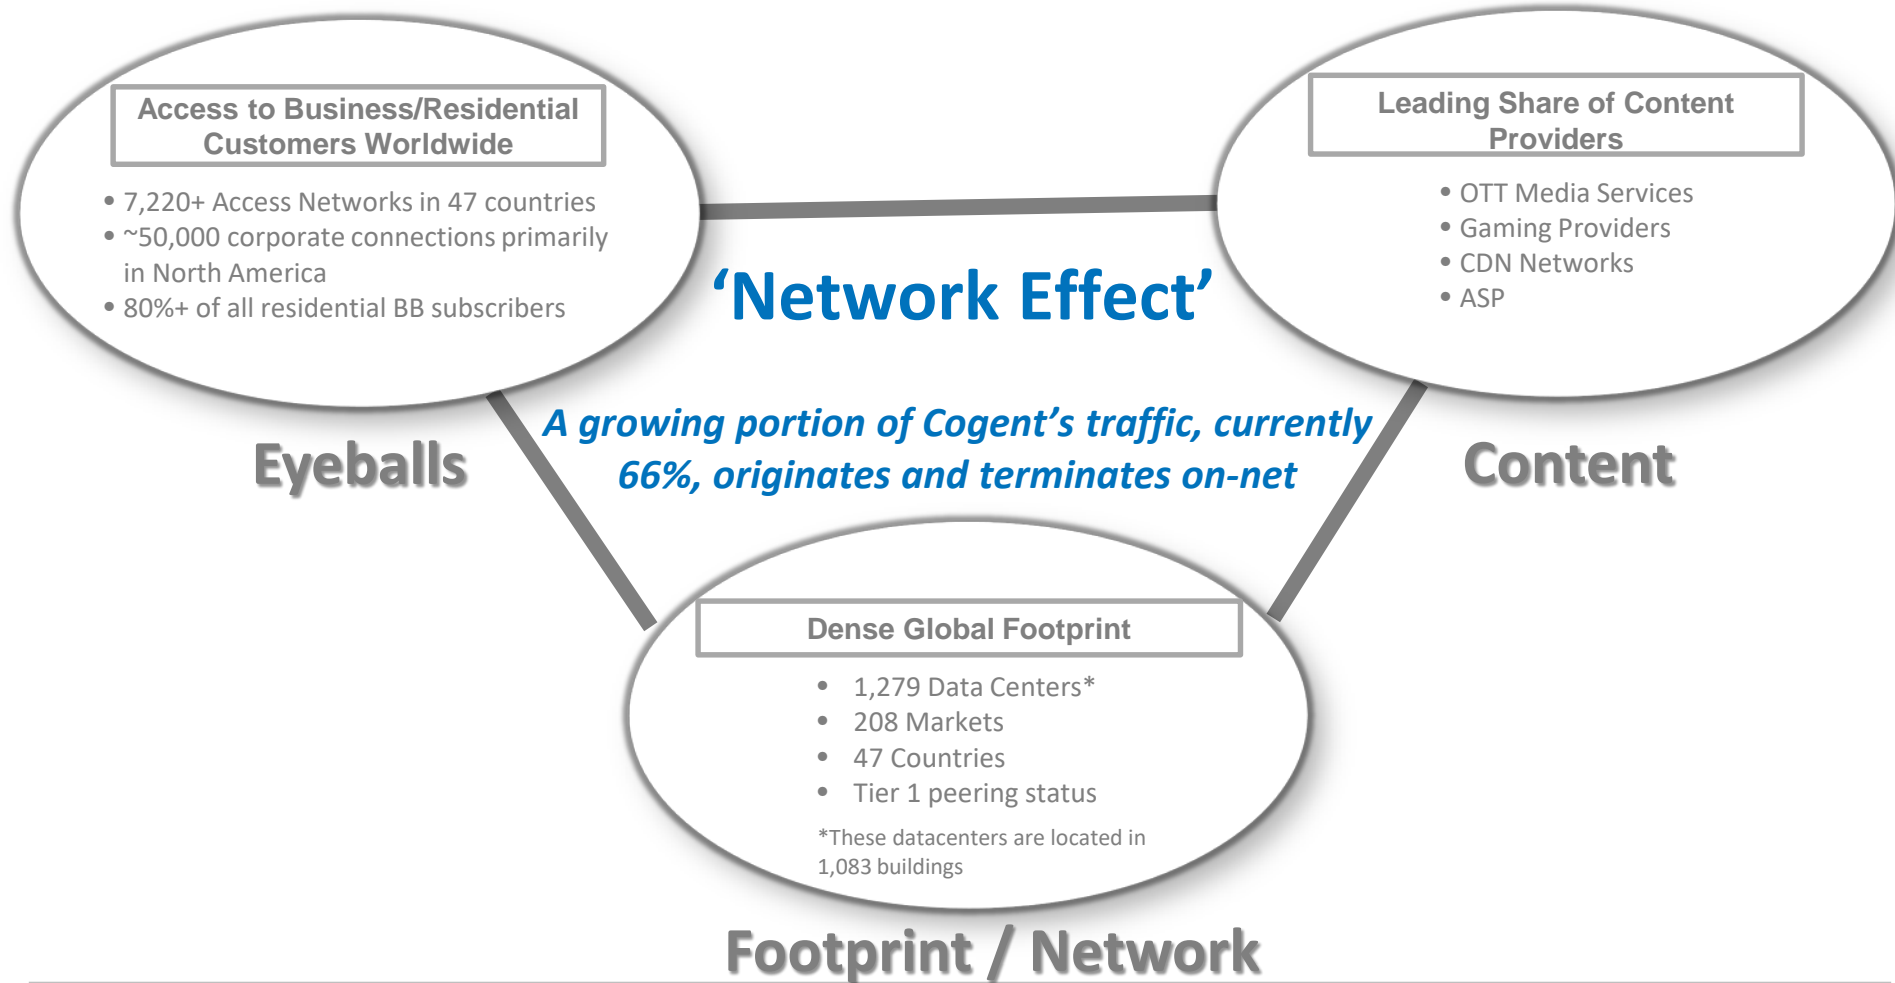 Access to Business/Residential
Customers Worldwide
• 7,220+ Access Networks in 47 countries
• ~50,000 corporate connections primarily
in North America
• 80%+ of all residential BB subscribers
Eyeballs
Leading Share of Content
Providers
• OTT Media Services
• Gaming Providers
• CDN Networks
• ASP
Content
‘Network Effect’
A growing portion of Cogent’s traffic, currently
66%, originates and terminates on-net
Dense Global Footprint
• 1,279 Data Centers*
• 208 Markets
• 47 Countries
• Tier 1 peering status
*These datacenters are located in
1,083 buildings
Footprint / Network